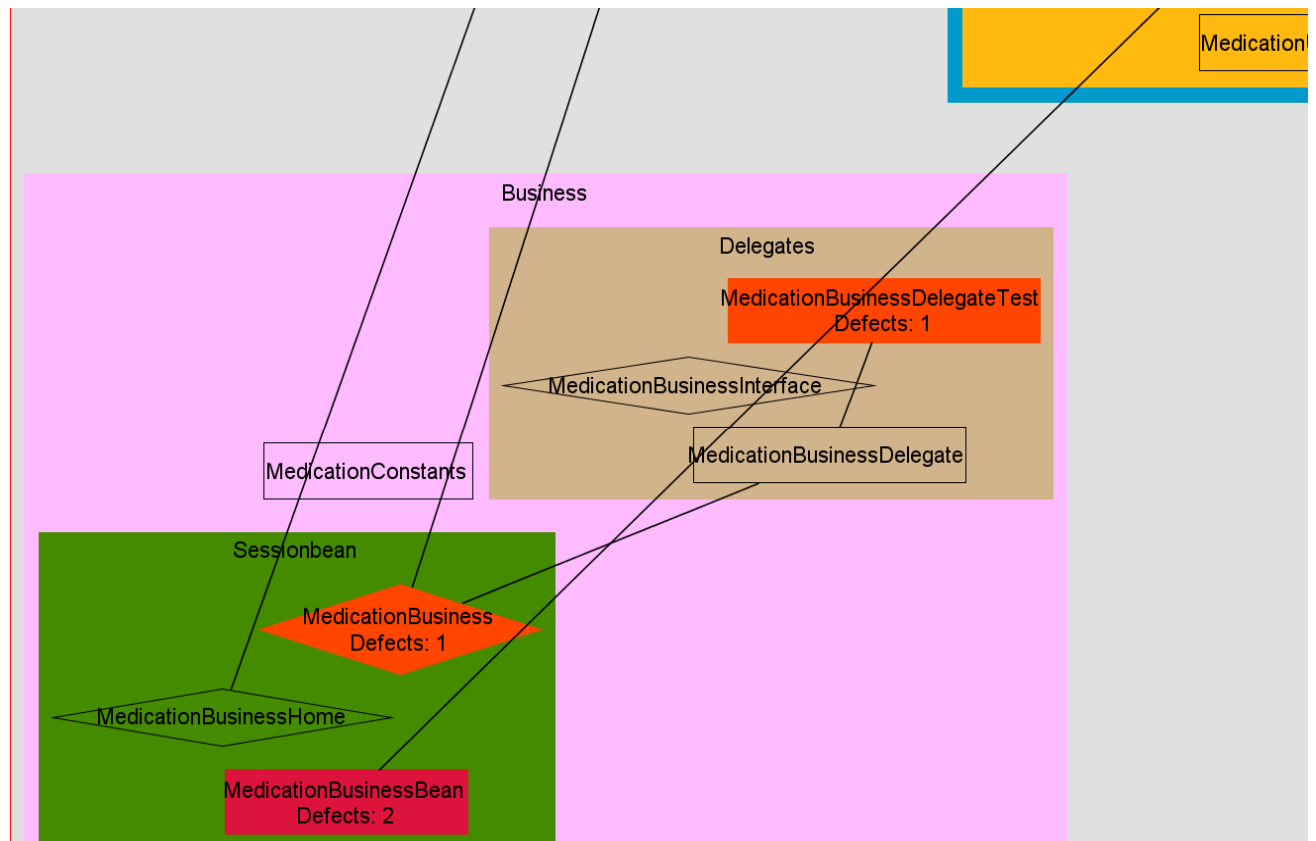 Business
Delegates
MedicationBusinessDelegateTest
Defects: 1
MedicationBusinessInterface
MedicationBusinessDelegate
MedicationConstants
Sessionbean
MedicationBusiness
Defects: 1
MedicationBusinessHome
MedicationBusinessBean
Defects: 2